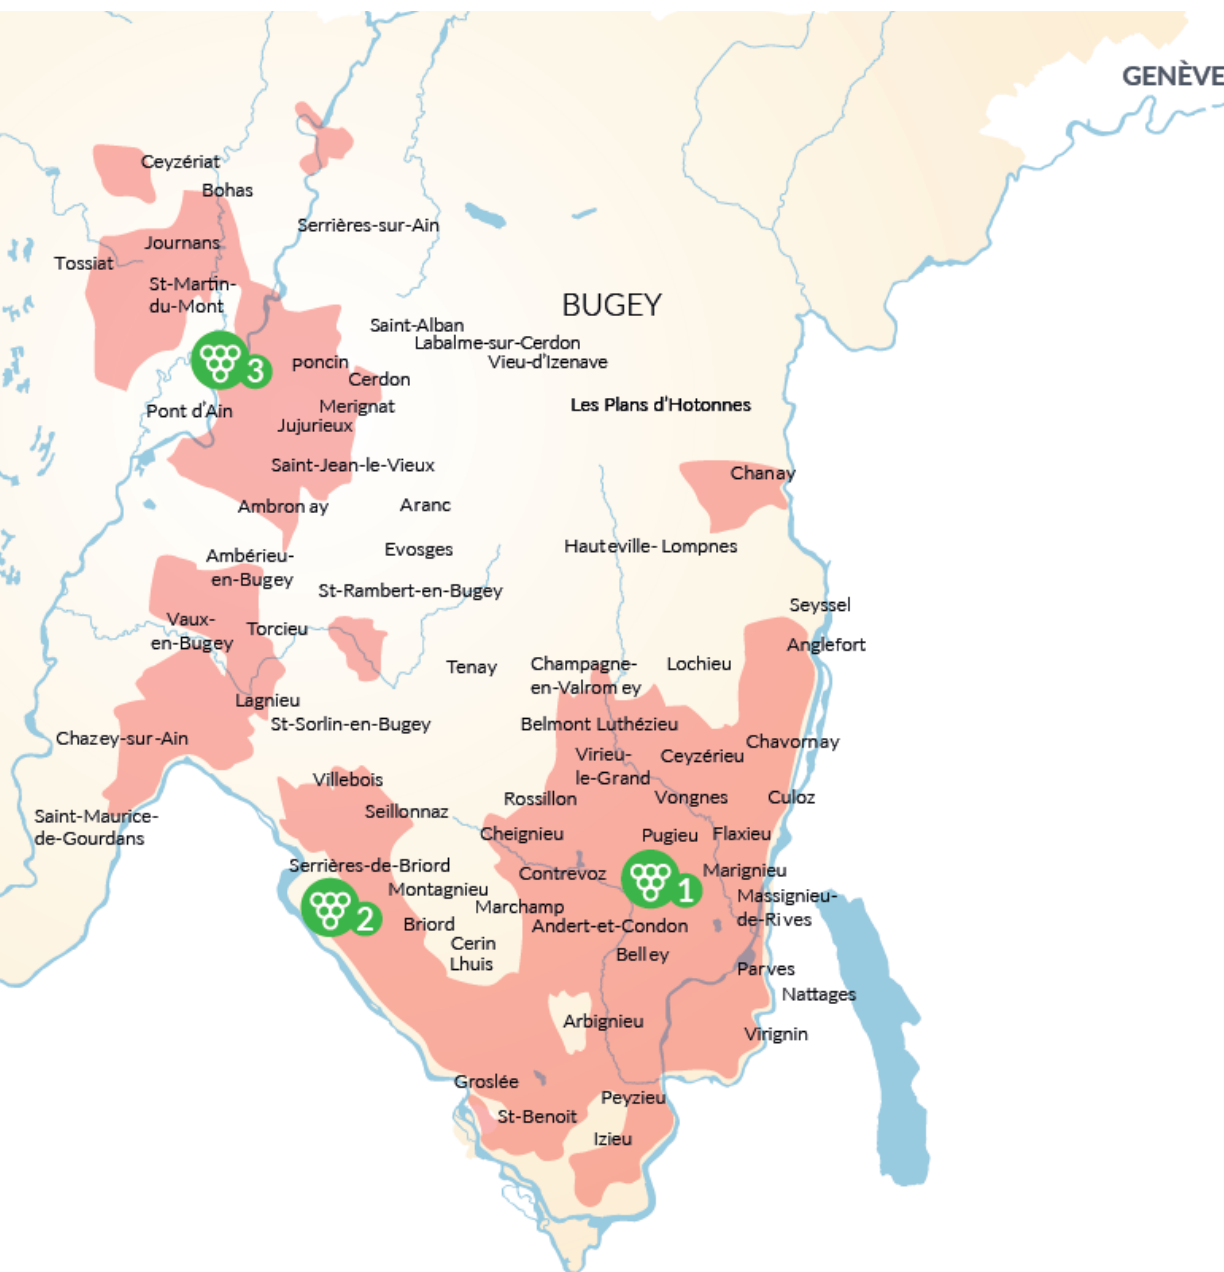 GENÈVE
Ceyzériat
Bohas
Serrières-sur-Ain
Journans
Tossiat
St-Martin-
du-Mont
BUGEY
Saint-Alban
Labalme-sur-Cerdon
Vieu-d'Izenave
3
poncin
Cerdon
Les Plans d'Hotonnes
Merignat
Pont d'Ain
Jujurieux
Saint-Jean-le-Vieux
Chanay
Ambron ay
Aranc
Evosges
Hauteville- Lompnes
Ambérieu-
en-Bugey
St-Rambert-en-Bugey
Seyssel
Vaux-
en-Bugey
Torcieu
Anglefort
Tenay
Champagne-
en-Valrom ey
Lochieu
Lagnieu
St-Sorlin-en-Bugey
Belmont Luthézieu
Chazey-sur-Ain
Chavornay
Virieu-
le-Grand
Ceyzérieu
Villebois
Rossillon
Vongnes
Culoz
Seillonnaz
Saint-Maurice-
de-Gourdans
Cheignieu
Pugieu
Flaxieu
Serrières-de-Briord
Contrevoz
Marignieu
1
Montagnieu
Massignieu-
de-Rives
Marchamp
2
Briord
Andert-et-Condon
Cerin
Lhuis
Belley
Parves
Nattages
Arbignieu
Virignin
Groslée
Peyzieu
St-Benoit
Izieu